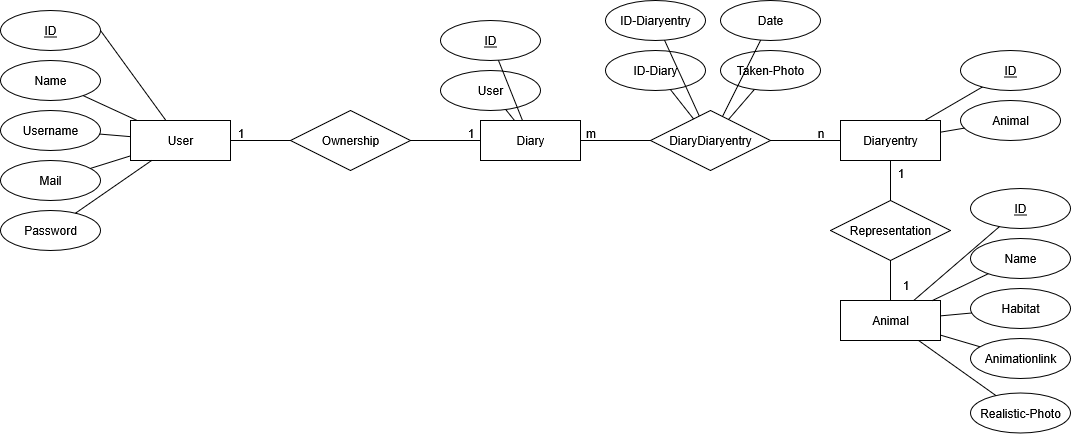 ID
Name
Username
Mail
Password
User
1
Ownership
1
ID
User
Diary
m
ID-Diaryentry
Date
ID-Diary
Taken-Photo
DiaryDiaryentry
n
Diaryentry
ID
Animal
1
Representation
1
Animal
ID
Name
Habitat
Animationlink
Realistic-Photo